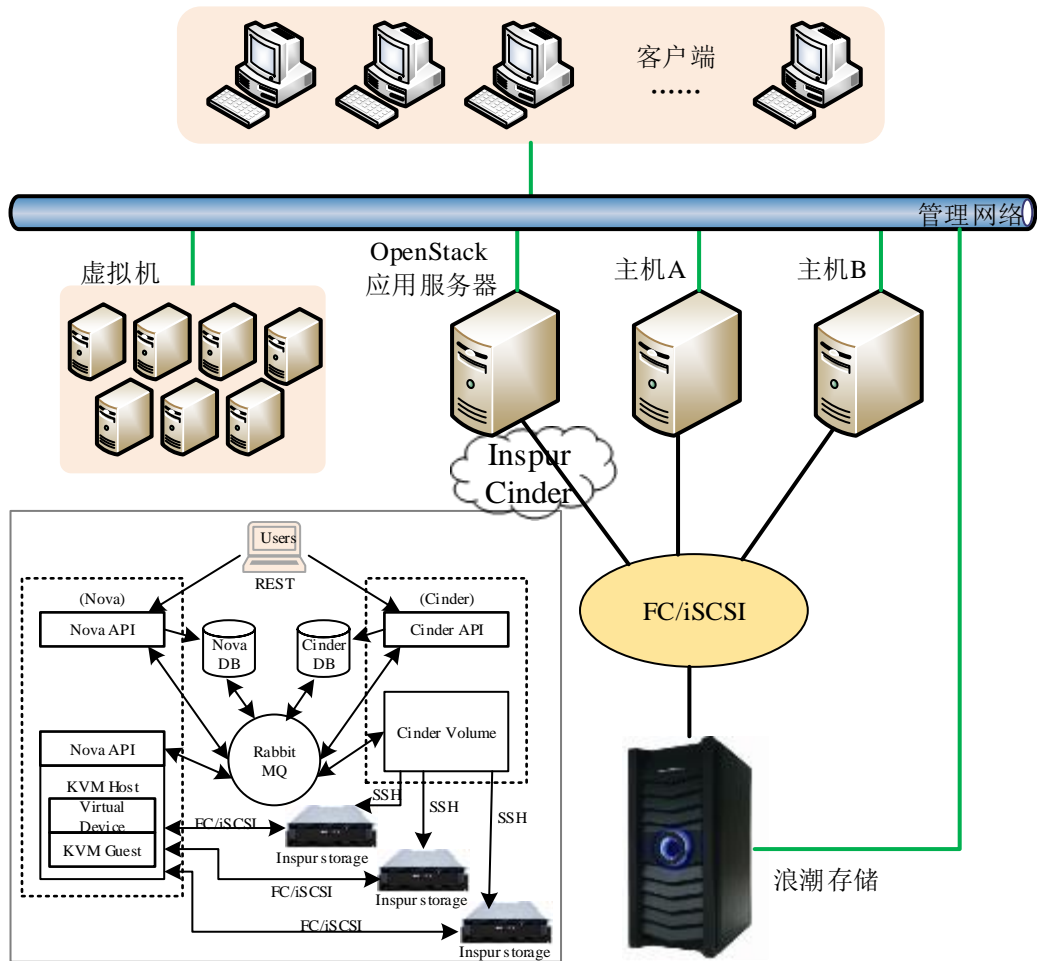 客户端
……
管理网络
虚拟机
OpenStack
应用服务器
主机A
主机B
Inspur
Cinder
FC/iSCSI
浪潮存储
Users
REST
(Nova)
Nova API
Nova
DB
Cinder
DB
(Cinder)
Cinder API
Rabbit
MQ
Cinder Volume
Nova API
KVM Host
Virtual
Device
KVM Guest
SSH
SSH
SSH
FC/iSCSI
Inspur storage
FC/iSCSI
Inspur storage
FC/iSCSI
Inspur storage